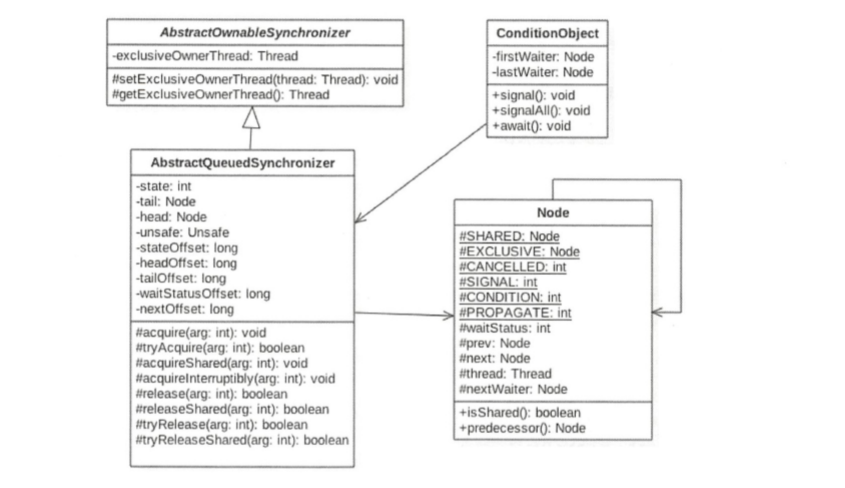 AbstractOwnableSynchronizer
-exclusiveOwnerThread: Thread
#setExclusiveOwnerThread(thread: Thread): void
#getExclusiveOwnerThread(): Thread
ConditionObject
-firstWaiter: Node
-lastWaiter: Node
+signal(): void
+signalAll(): void
+await(): void
AbstractQueuedSynchronizer
-state: int
-tail: Node
-head: Node
-unsafe: Unsafe
-stateOffset: long
-headOffset: long
-tailOffset: long
-waitStatusOffset: long
-nextOffset: long
#acquire(arg: int): void
#tryAcquire(arg: int): boolean
#acquireShared(arg: int): void
#acquireInterruptibly(arg: int): void
#release(arg: int): boolean
#releaseShared(arg: int): boolean
#tryRelease(arg: int): boolean
#tryReleaseShared(arg: int): boolean
Node
#SHARED: Node
#EXCLUSIVE: Node
#CANCELLED: int
#SIGNAL: int
#CONDITION: int
#PROPAGATE: int
#waitStatus: int
#prev: Node
#next: Node
#thread: Thread
#nextWaiter: Node
+isShared(): boolean
+predecessor(): Node